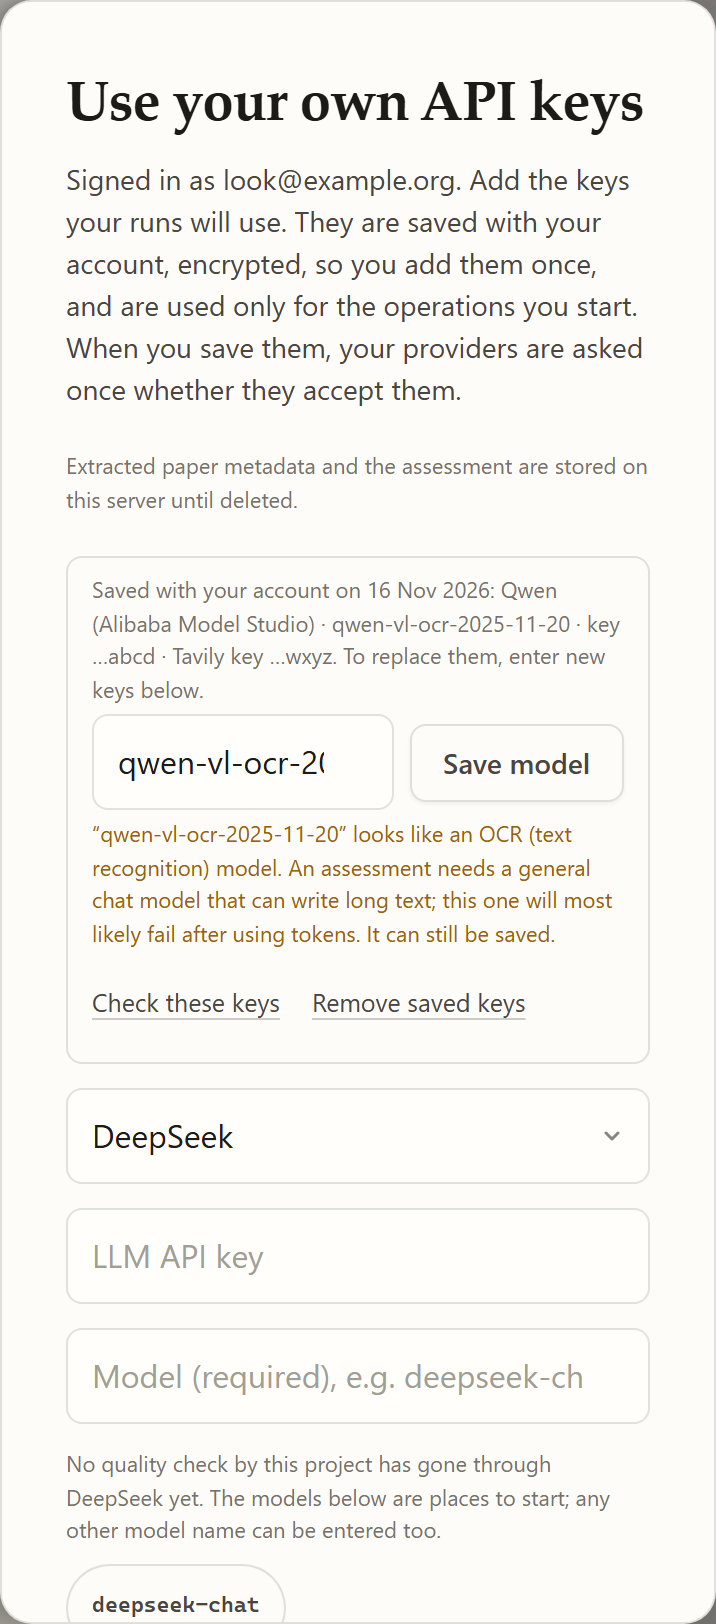 Use your own API keys
Signed in as look@example.org. Add the keys
your runs will use. They are saved with your
account, encrypted, so you add them once,
and are used only for the operations you start.
When you save them, your providers are asked
once whether they accept them.
Extracted paper metadata and the assessment are stored on
this server until deleted.
Saved with your account on 16 Nov 2026: Qwen
(Alibaba Model Studio) · qwen-vl-ocr-2025-11-20 · key
…abcd · Tavily key …wxyz. To replace them, enter new
keys below.
qwen-vl-ocr-20
Save model
“qwen-vl-ocr-2025-11-20” looks like an OCR (text
recognition) model. An assessment needs a general
chat model that can write long text; this one will most
likely fail after using tokens. It can still be saved.
Check these keys
Remove saved keys
DeepSeek
LLM API key
Model (required), e.g. deepseek-ch
No quality check by this project has gone through
DeepSeek yet. The models below are places to start; any
other model name can be entered too.
deepseek-chat